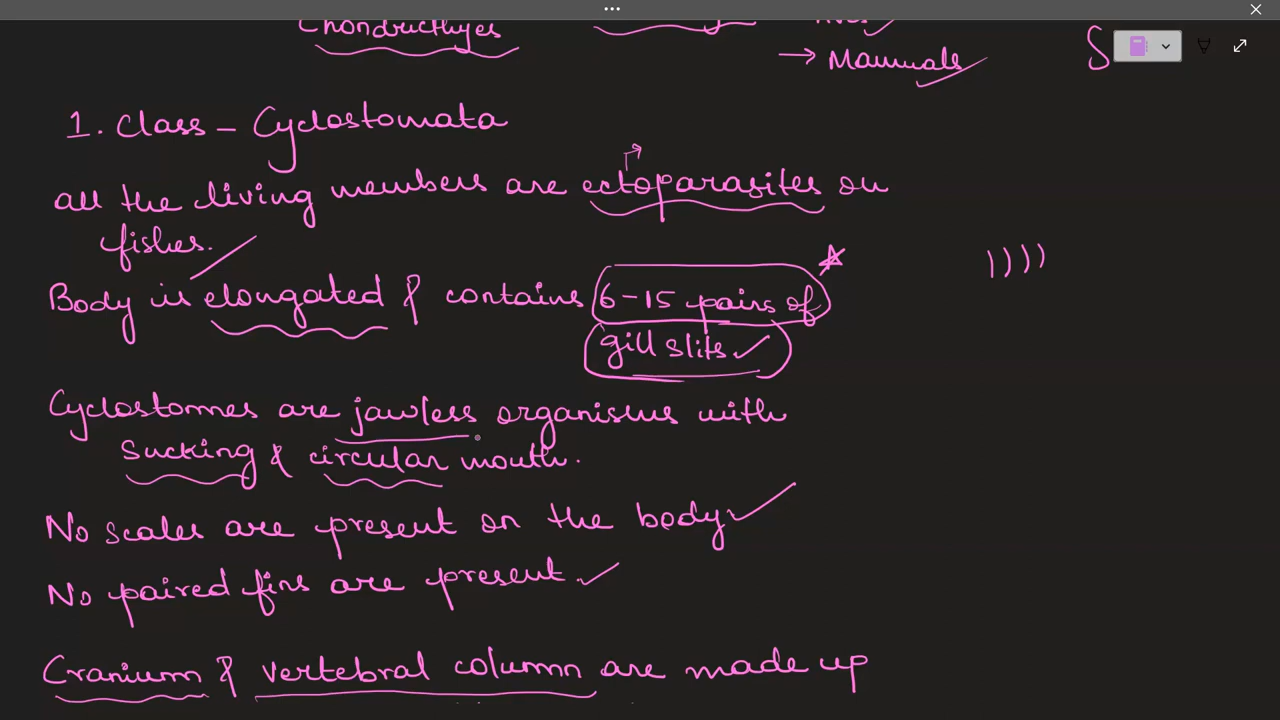 Chondricthyes
→ Mammals
S
1. Class - Cyclostomata
all the living members are ectoparasites on
fishes.
Body is elongated & contains 6-15 pairs of
gill slits
Cyclostomes are jawless organisms with
Sucking & circular mouth.
No scales are present on the body
No paired fins are present
Cranium & vertebral column are made up